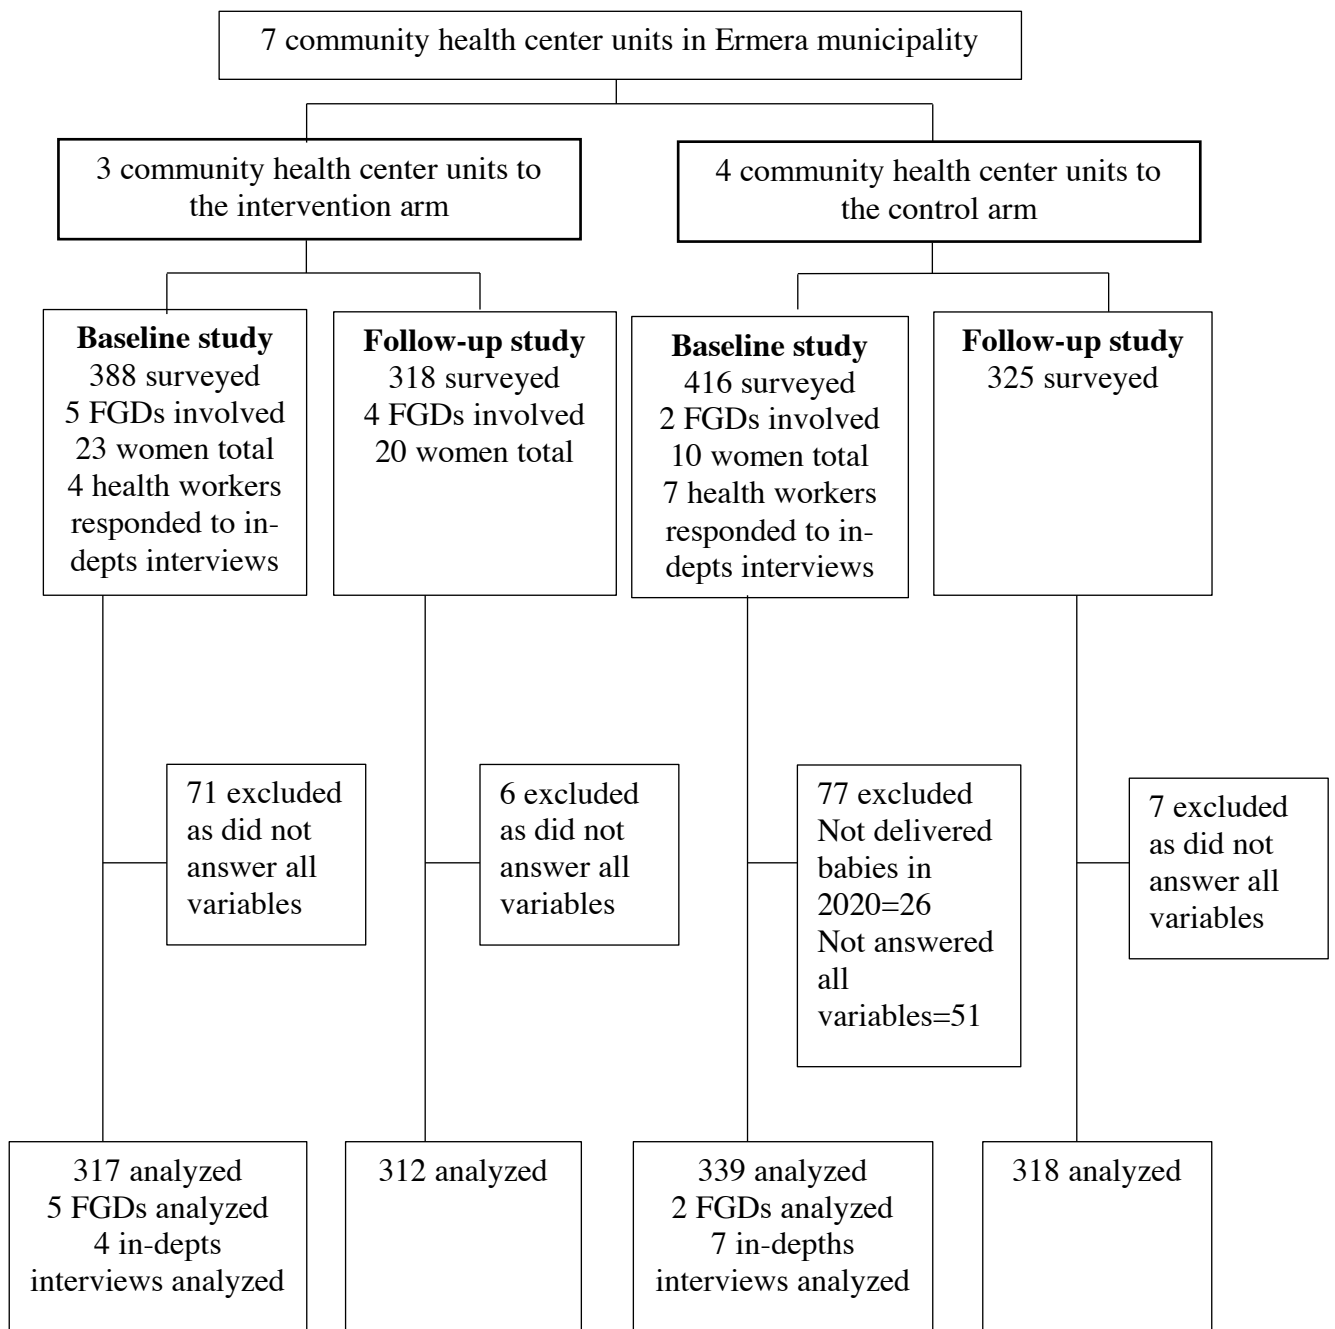 7 community health center units in Ermera municipality
3 community health center units to
the intervention arm
4 community health center units to
the control arm
Baseline study
388 surveyed
5 FGDs involved
23 women total
4 health workers
responded to in-
depts interviews
Follow-up study
318 surveyed
4 FGDs involved
20 women total
Baseline study
416 surveyed
2 FGDs involved
10 women total
7 health workers
responded to in-
depts interviews
Follow-up study
325 surveyed
71 excluded
as did not
answer all
variables
6 excluded
as did not
answer all
variables
77 excluded
Not delivered
babies in
2020=26
Not answered
all
variables=51
7 excluded
as did not
answer all
variables
317 analyzed
5 FGDs analyzed
4 in-depts
interviews analyzed
312 analyzed
339 analyzed
2 FGDs analyzed
7 in-depths
interviews analyzed
318 analyzed